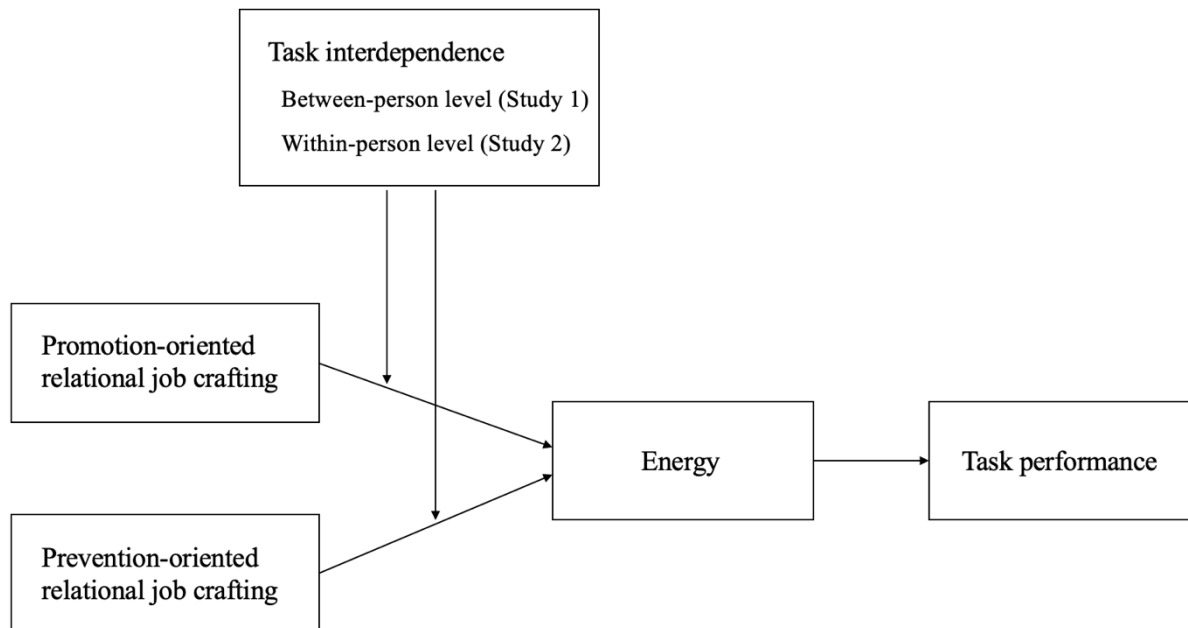 Task interdependence
Between-person level (Study 1)
Within-person level (Study 2)
Promotion-oriented
relational job crafting
Energy
Task performance
Prevention-oriented
relational job crafting